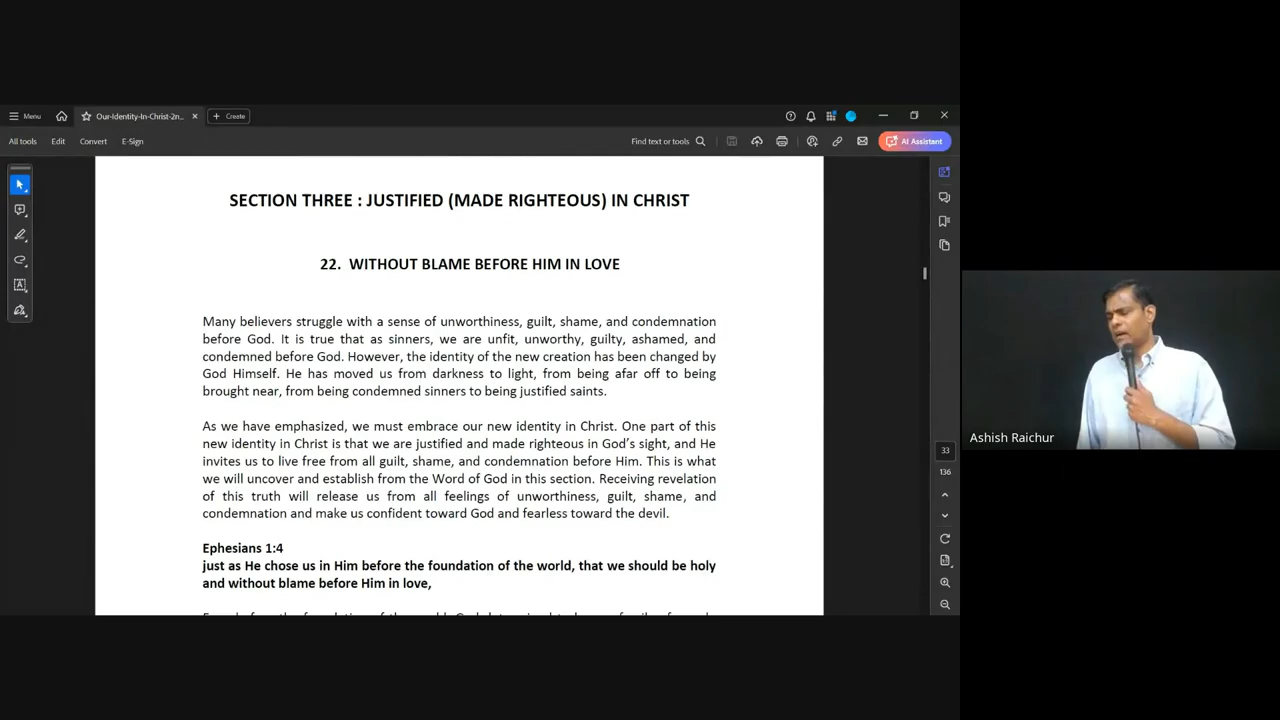 Menu
Our-Identity-In-Christ-2n...
Create
All tools
Edit
Convert
E-Sign
Find text or tools
AI Assistant
SECTION THREE : JUSTIFIED (MADE RIGHTEOUS) IN CHRIST
22. WITHOUT BLAME BEFORE HIM IN LOVE
Many believers struggle with a sense of unworthiness, guilt, shame, and condemnation
before God. It is true that as sinners, we are unfit, unworthy, guilty, ashamed, and
condemned before God. However, the identity of the new creation has been changed by
God Himself. He has moved us from darkness to light, from being afar off to being
brought near, from being condemned sinners to being justified saints.
As we have emphasized, we must embrace our new identity in Christ. One part of this
new identity in Christ is that we are justified and made righteous in God's sight, and He
invites us to live free from all guilt, shame, and condemnation before Him. This is what
we will uncover and establish from the Word of God in this section. Receiving revelation
of this truth will release us from all feelings of unworthiness, guilt, shame, and
condemnation and make us confident toward God and fearless toward the devil.
Ephesians 1:4
just as He chose us in Him before the foundation of the world, that we should be holy
and without blame before Him in love,
33
136
Ashish Raichur